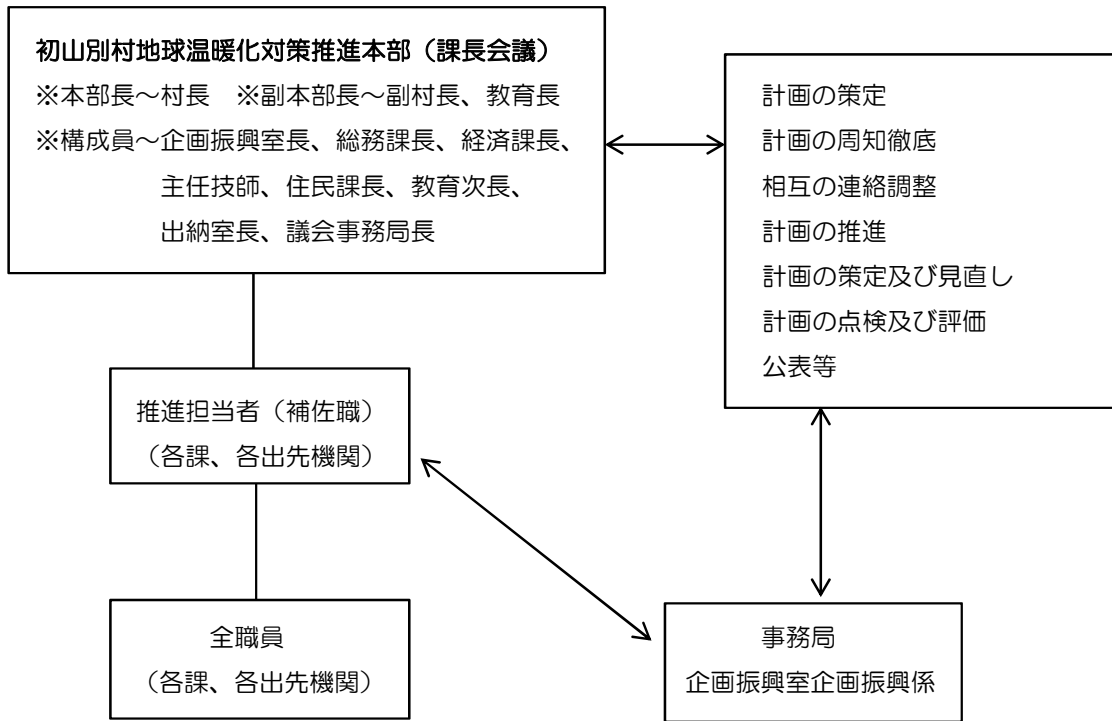 初山別村地球温暖化対策推進本部（課長会議）
※本部長～村長　※副本部長～副村長、教育長
※構成員～企画振興室長、総務課長、経済課長、
主任技師、住民課長、教育次長、
出納室長、議会事務局長
計画の策定
計画の周知徹底
相互の連絡調整
計画の推進
計画の策定及び見直し
計画の点検及び評価
公表等
推進担当者（補佐職）
（各課、各出先機関）
全職員
（各課、各出先機関）
事務局
企画振興室企画振興係